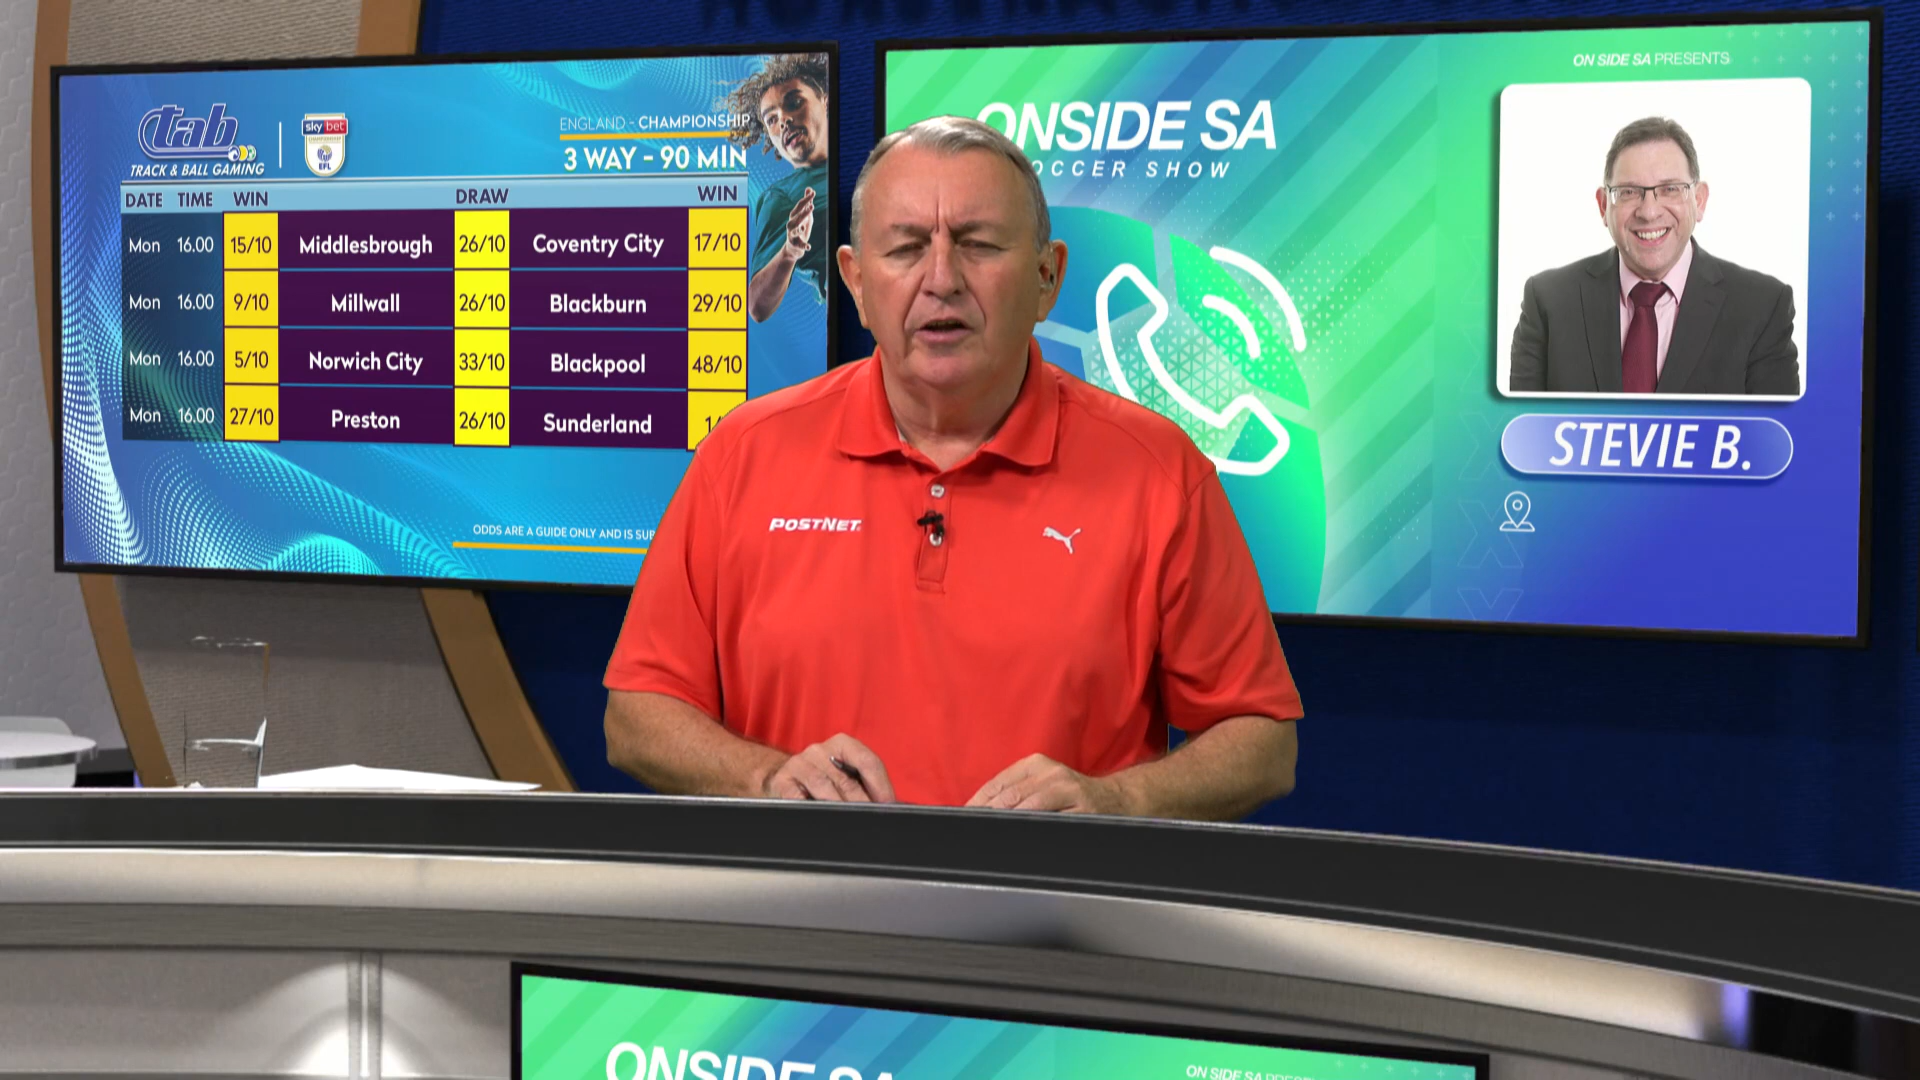 tab
TRACK & BALL GAMING
sky bet
EFL
ENGLAND - CHAMPIONSHIP
3 WAY - 90 MIN
DATE TIME WIN DRAW WIN
Mon 16.00 15/10 Middlesbrough 26/10 Coventry City 17/10
Mon 16.00 9/10 Millwall 26/10 Blackburn 29/10
Mon 16.00 5/10 Norwich City 33/10 Blackpool 48/10
Mon 16.00 27/10 Preston 26/10 Sunderland
ODDS ARE A GUIDE ONLY AND IS
ONSIDE SA
SOCCER SHOW
ON SIDE SA PRESENTS
STEVIE B.
POSTNET
ONSIDE SA
ON SIDE SA